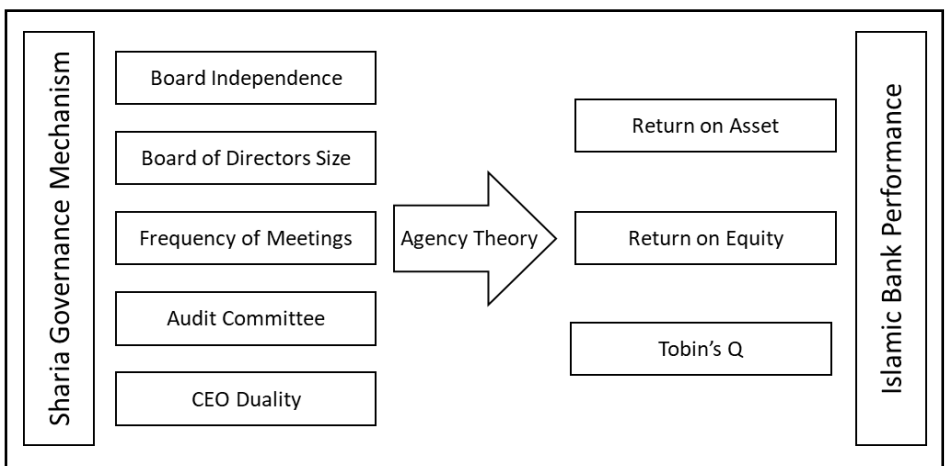 Sharia Governance Mechanism
Board Independence
Board of Directors Size
Frequency of Meetings
Audit Committee
CEO Duality
Agency Theory
Return on Asset
Return on Equity
Tobin’s Q
Islamic Bank Performance